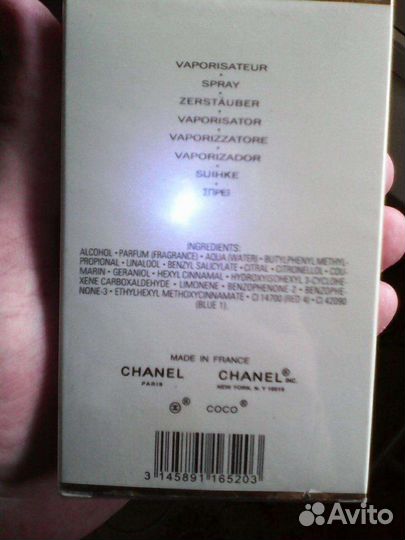 VAPORISATEUR
SPRAY
ZERSTÄUBER
VAPORISATOR
VAPORIZZATORE
VAPORIZADOR
SUIHKE
ΣΠΡΕΪ
INGREDIENTS:
ALCOHOL • PARFUM (FRAGRANCE) • AQUA (WATER) • BUTYLPHENYL METHYL-
PROPIONAL • LINALOOL • BENZYL SALICYLATE • CITRAL • CITRONELLOL • COU-
MARIN • GERANIOL • HEXYL CINNAMAL • HYDROXYISOHEXYL 3-CYCLOHE-
XENE CARBOXALDEHYDE • LIMONENE • BENZOPHENONE-2 • BENZOPHE-
NONE-3 • ETHYLHEXYL METHOXYCINNAMATE • CI 14700 (RED 4) • CI 42090
(BLUE 1).
MADE IN FRANCE
CHANEL CHANEL® INC.
PARIS NEW YORK, N.Y 10019
® COCO®
3 145891 165203
Avito